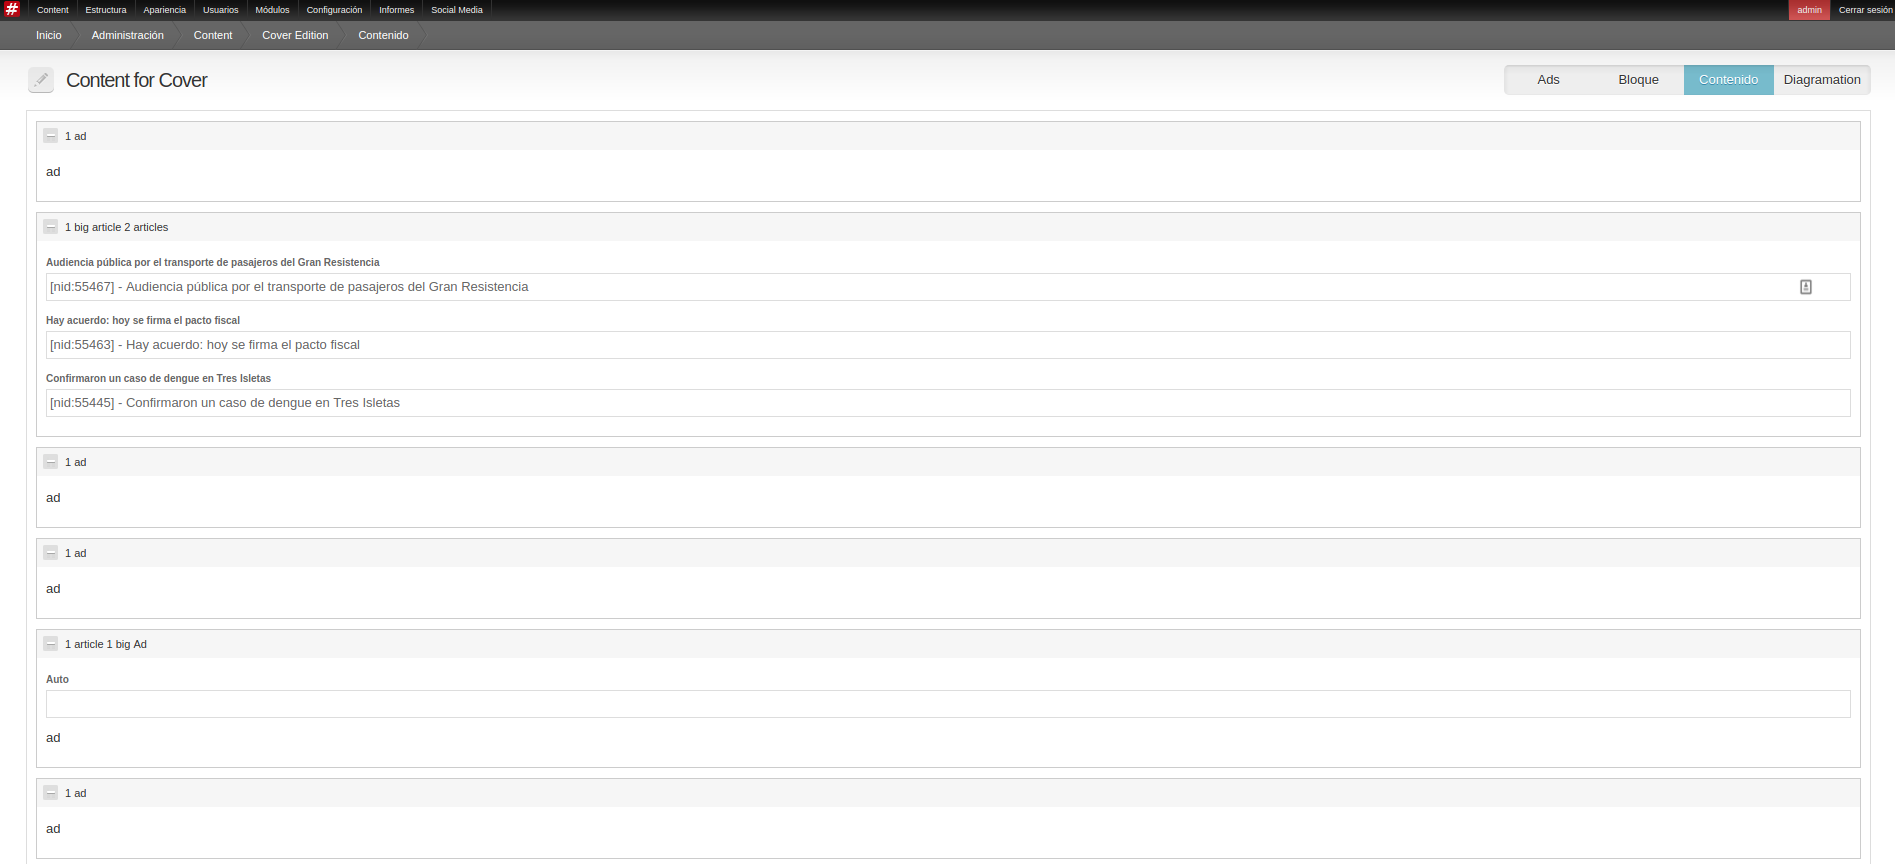 # Content Estructura Apariencia Usuarios Módulos Configuración Informes Social Media admin Cerrar sesión
Inicio Administración Content Cover Edition Contenido
Content for Cover Ads Bloque Contenido Diagramation
1 ad
ad
1 big article 2 articles
Audiencia pública por el transporte de pasajeros del Gran Resistencia
[nid:55467] - Audiencia pública por el transporte de pasajeros del Gran Resistencia
Hay acuerdo: hoy se firma el pacto fiscal
[nid:55463] - Hay acuerdo: hoy se firma el pacto fiscal
Confirmaron un caso de dengue en Tres Isletas
[nid:55445] - Confirmaron un caso de dengue en Tres Isletas
1 ad
ad
1 ad
ad
1 article 1 big Ad
Auto
ad
1 ad
ad